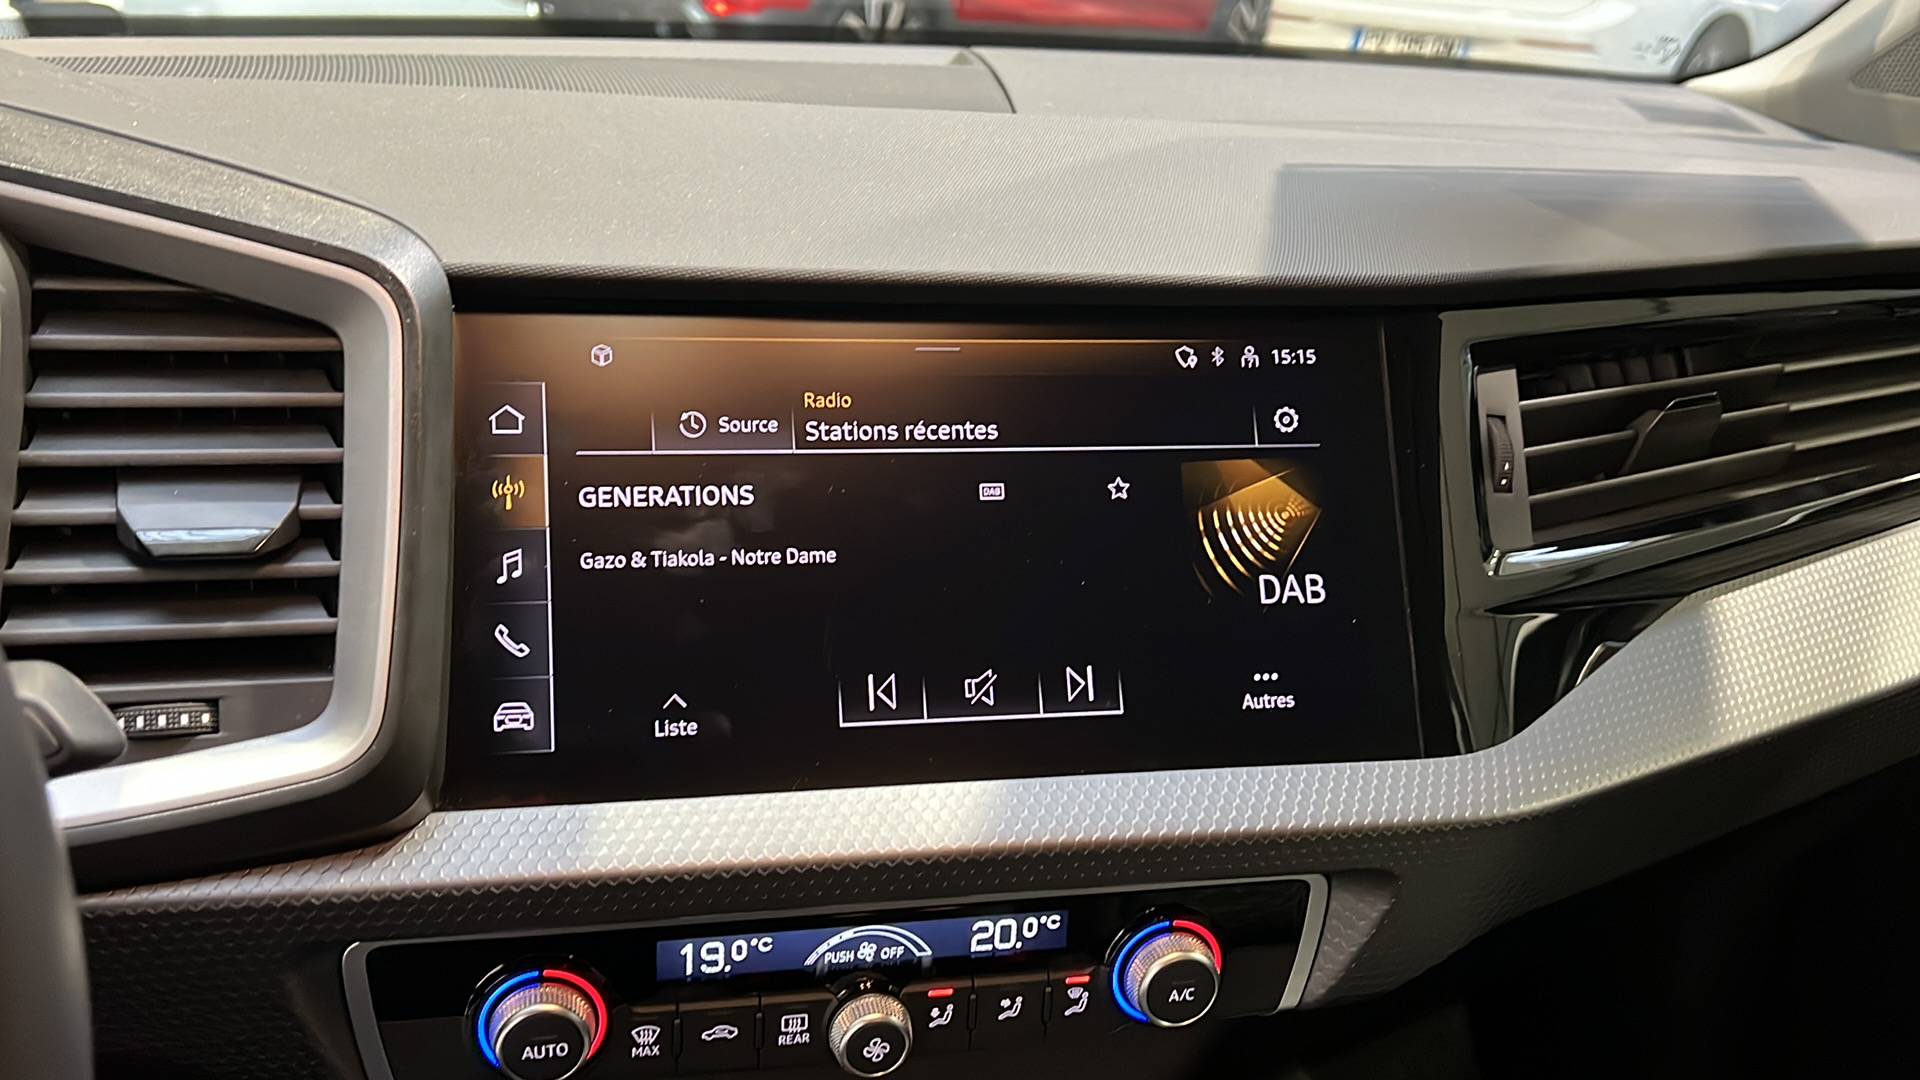 15:15
Radio
Source
Stations récentes
GENERATIONS
DAB
Gazo & Tiakola - Notre Dame
DAB
Liste
Autres
19.0°C
PUSH OFF
20.0°C
AUTO
MAX
REAR
A/C